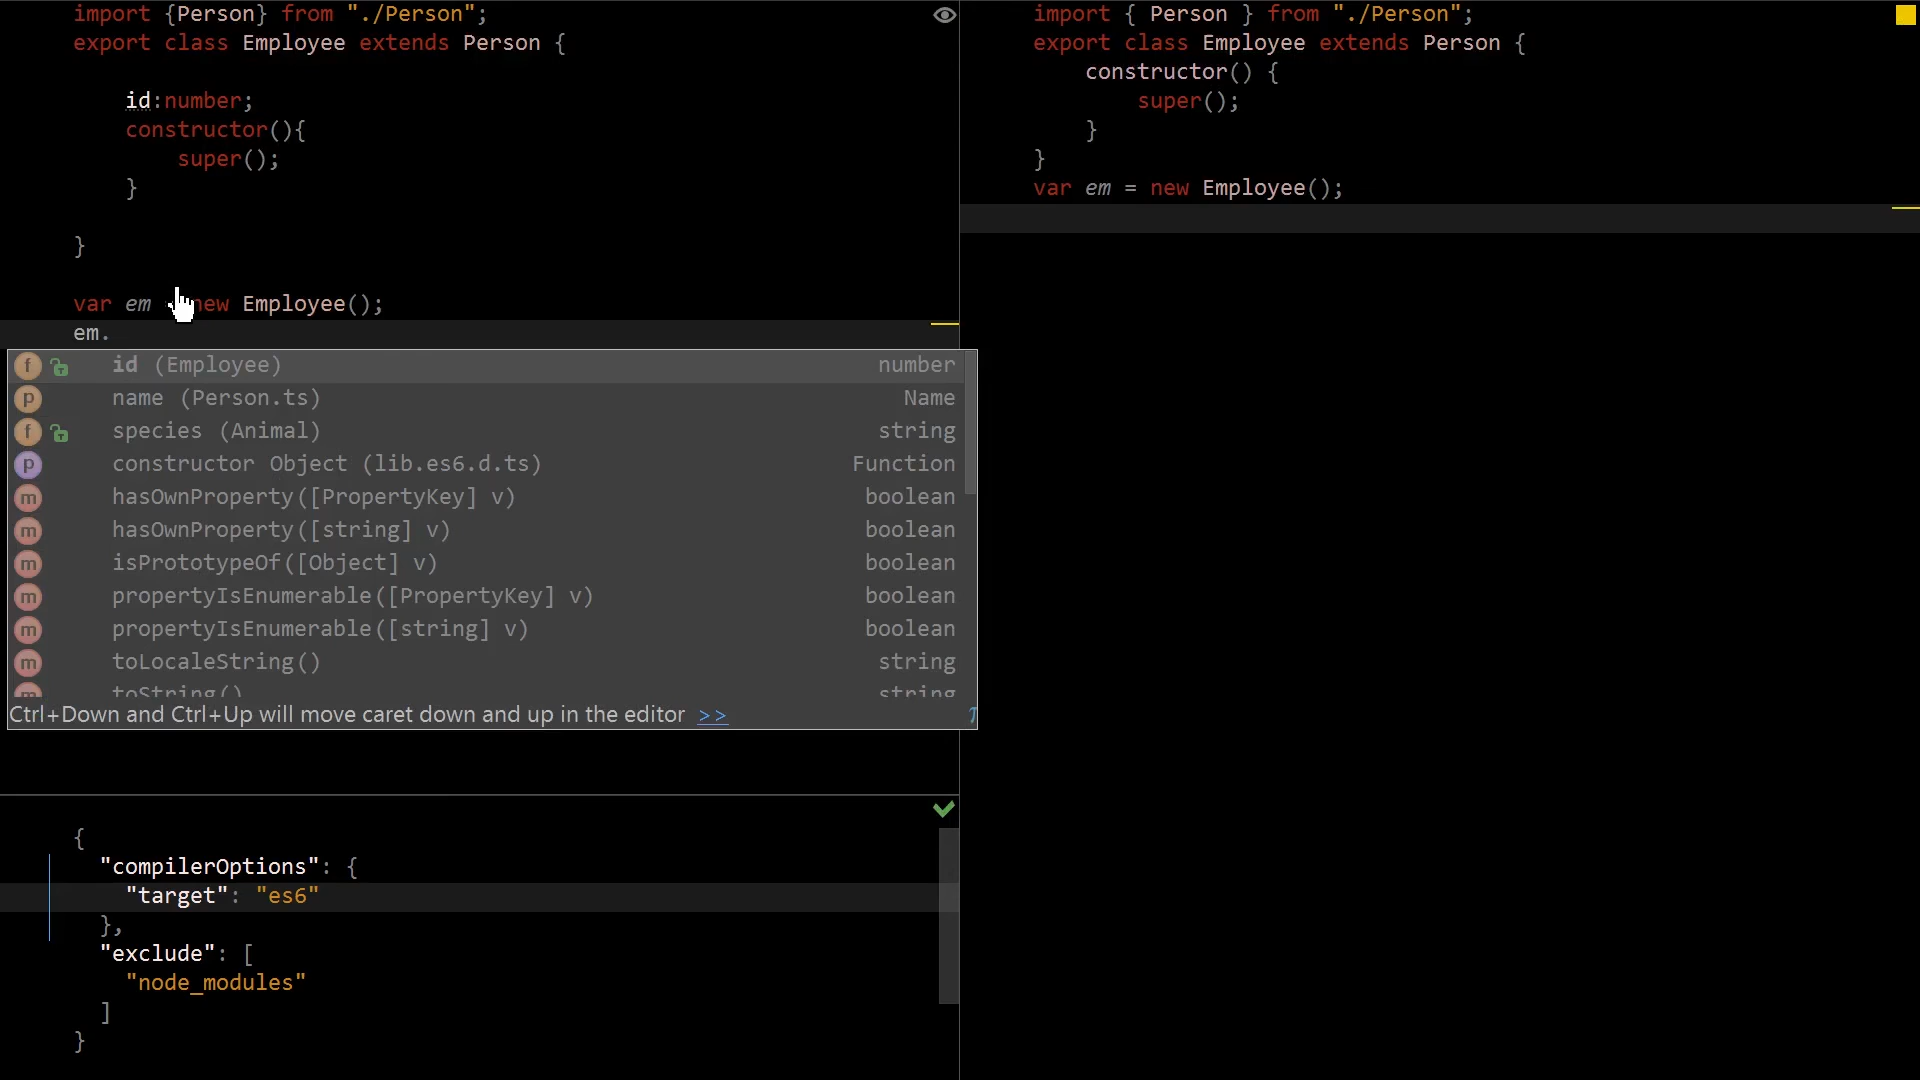 import {Person} from "./Person";
export class Employee extends Person {
id:number;
constructor(){
super();
}
}
var em new Employee();
em.
id (Employee) number
name (Person.ts) Name
species (Animal) string
constructor Object (lib.es6.d.ts) Function
hasOwnProperty([PropertyKey] v) boolean
hasOwnProperty([string] v) boolean
isPrototypeOf([Object] v) boolean
propertyIsEnumerable([PropertyKey] v) boolean
propertyIsEnumerable([string] v) boolean
toLocaleString() string
toString() string
Ctrl+Down and Ctrl+Up will move caret down and up in the editor >>
{
"compilerOptions": {
"target": "es6"
},
"exclude": [
"node_modules"
]
}
import { Person } from "./Person";
export class Employee extends Person {
constructor() {
super();
}
}
var em = new Employee();